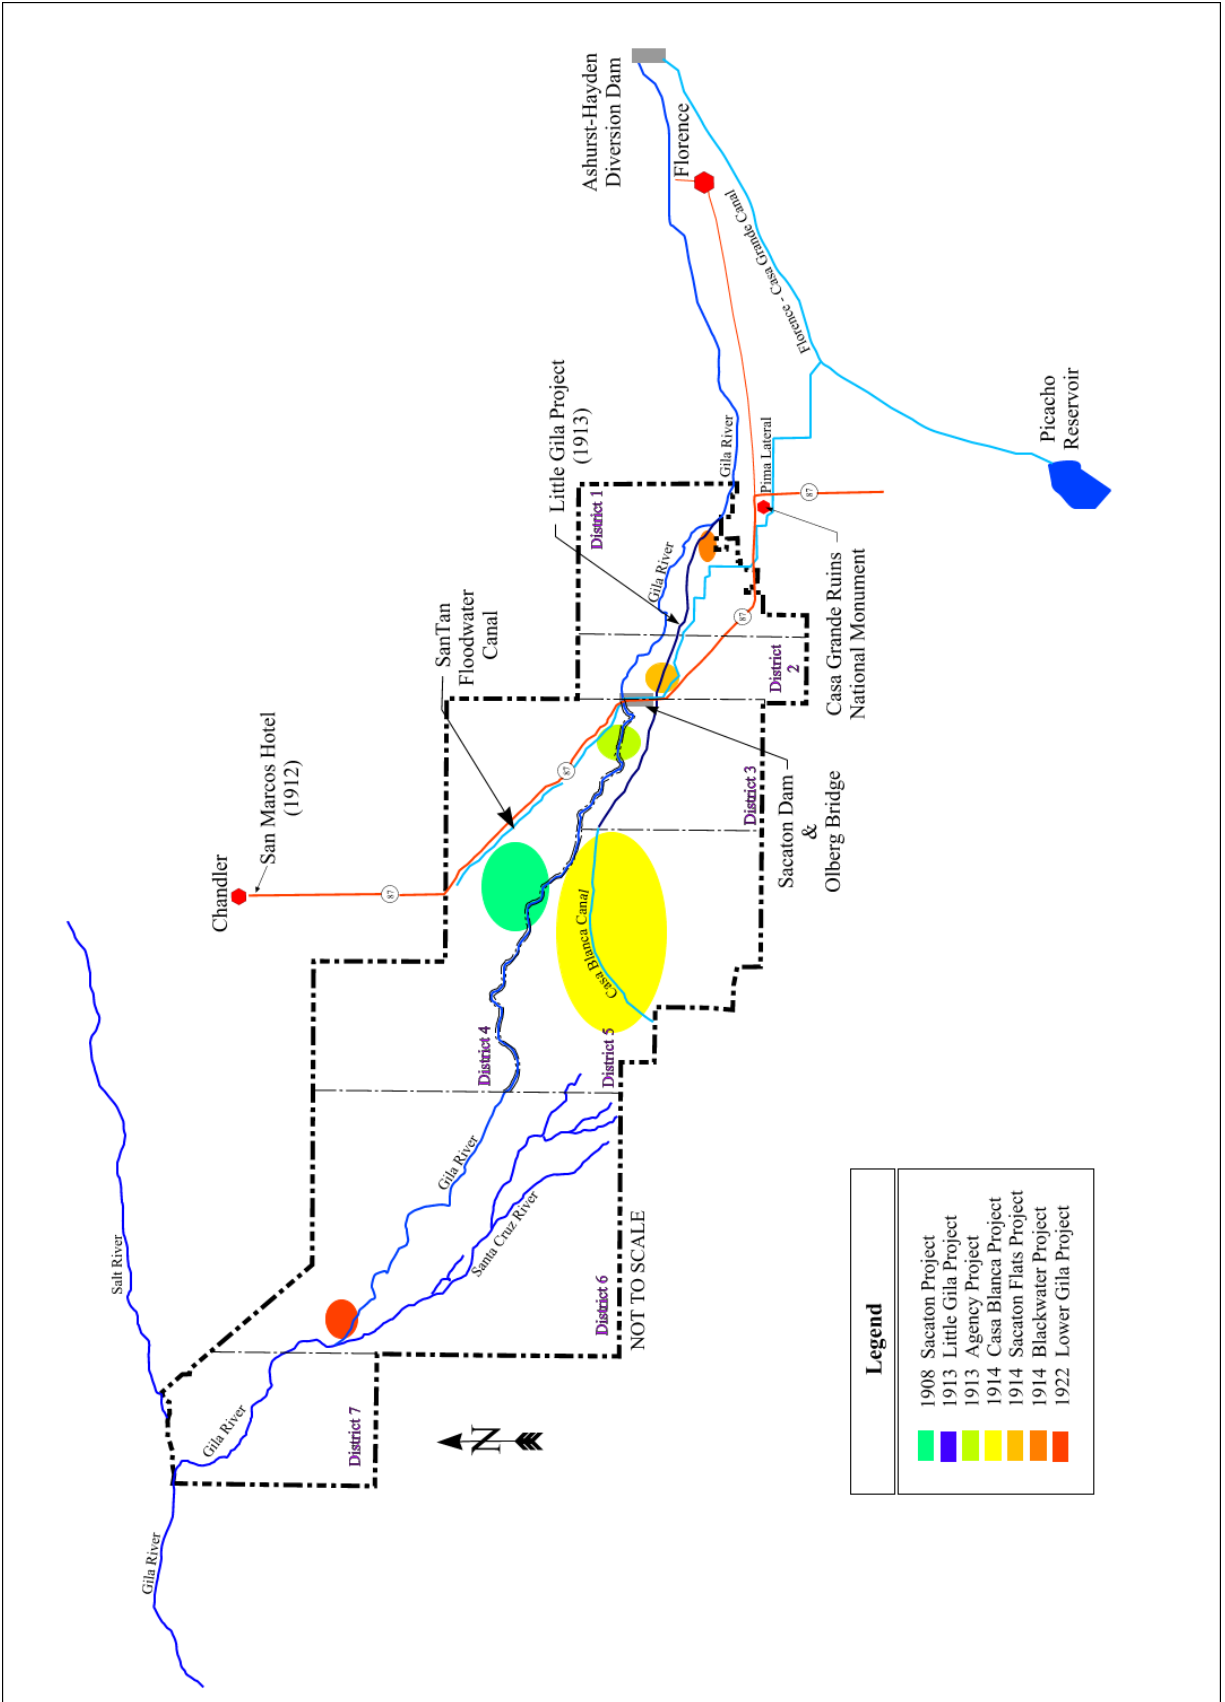 Ashurst-Hayden
Diversion Dam
Florence
Florence - Casa Grande Canal
Picacho
Reservoir
Little Gila Project
(1913)
Gila River
Pima Lateral
87
District 1
Gila River
Casa Grande Ruins
National Monument
87
SanTan
Floodwater
Canal
District
2
San Marcos Hotel
(1912)
87
District 3
Sacaton Dam
&
Olberg Bridge
Chandler
87
Casa Blanca Canal
District 4
District 5
Gila River
Santa Cruz River
Salt River
District 6
NOT TO SCALE
Gila River
District 7
N
Gila River
Legend
1908 Sacaton Project
1913 Little Gila Project
1913 Agency Project
1914 Casa Blanca Project
1914 Sacaton Flats Project
1914 Blackwater Project
1922 Lower Gila Project